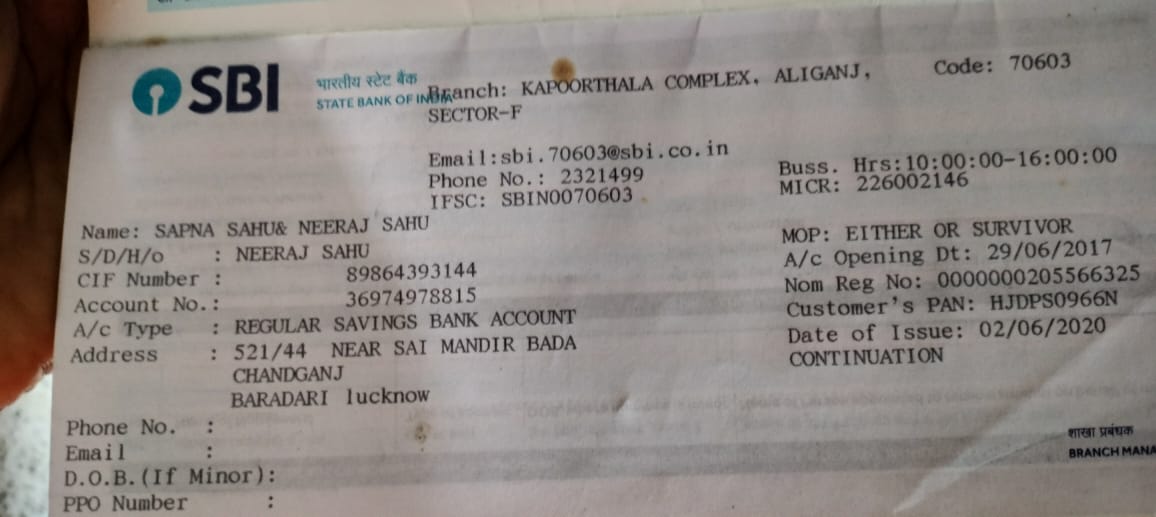 SBI भारतीय स्टेट बैंक
STATE BANK OF INDIA
Branch: KAPOORTHALA COMPLEX, ALIGANJ, Code: 70603
SECTOR-F
Email:sbi.70603@sbi.co.in
Phone No.: 2321499 Buss. Hrs:10:00:00-16:00:00
IFSC: SBIN0070603 MICR: 226002146
Name: SAPNA SAHU& NEERAJ SAHU MOP: EITHER OR SURVIVOR
S/D/H/o : NEERAJ SAHU A/c Opening Dt: 29/06/2017
CIF Number : 89864393144 Nom Reg No: 0000000205566325
Account No.: 36974978815 Customer's PAN: HJDPS0966N
A/c Type : REGULAR SAVINGS BANK ACCOUNT Date of Issue: 02/06/2020
Address : 521/44 NEAR SAI MANDIR BADA CONTINUATION
CHANDGANJ
BARADARI lucknow
Phone No. :
Email :
D.O.B.(If Minor):
PPO Number :
शाखा प्रबंधक
BRANCH MANA